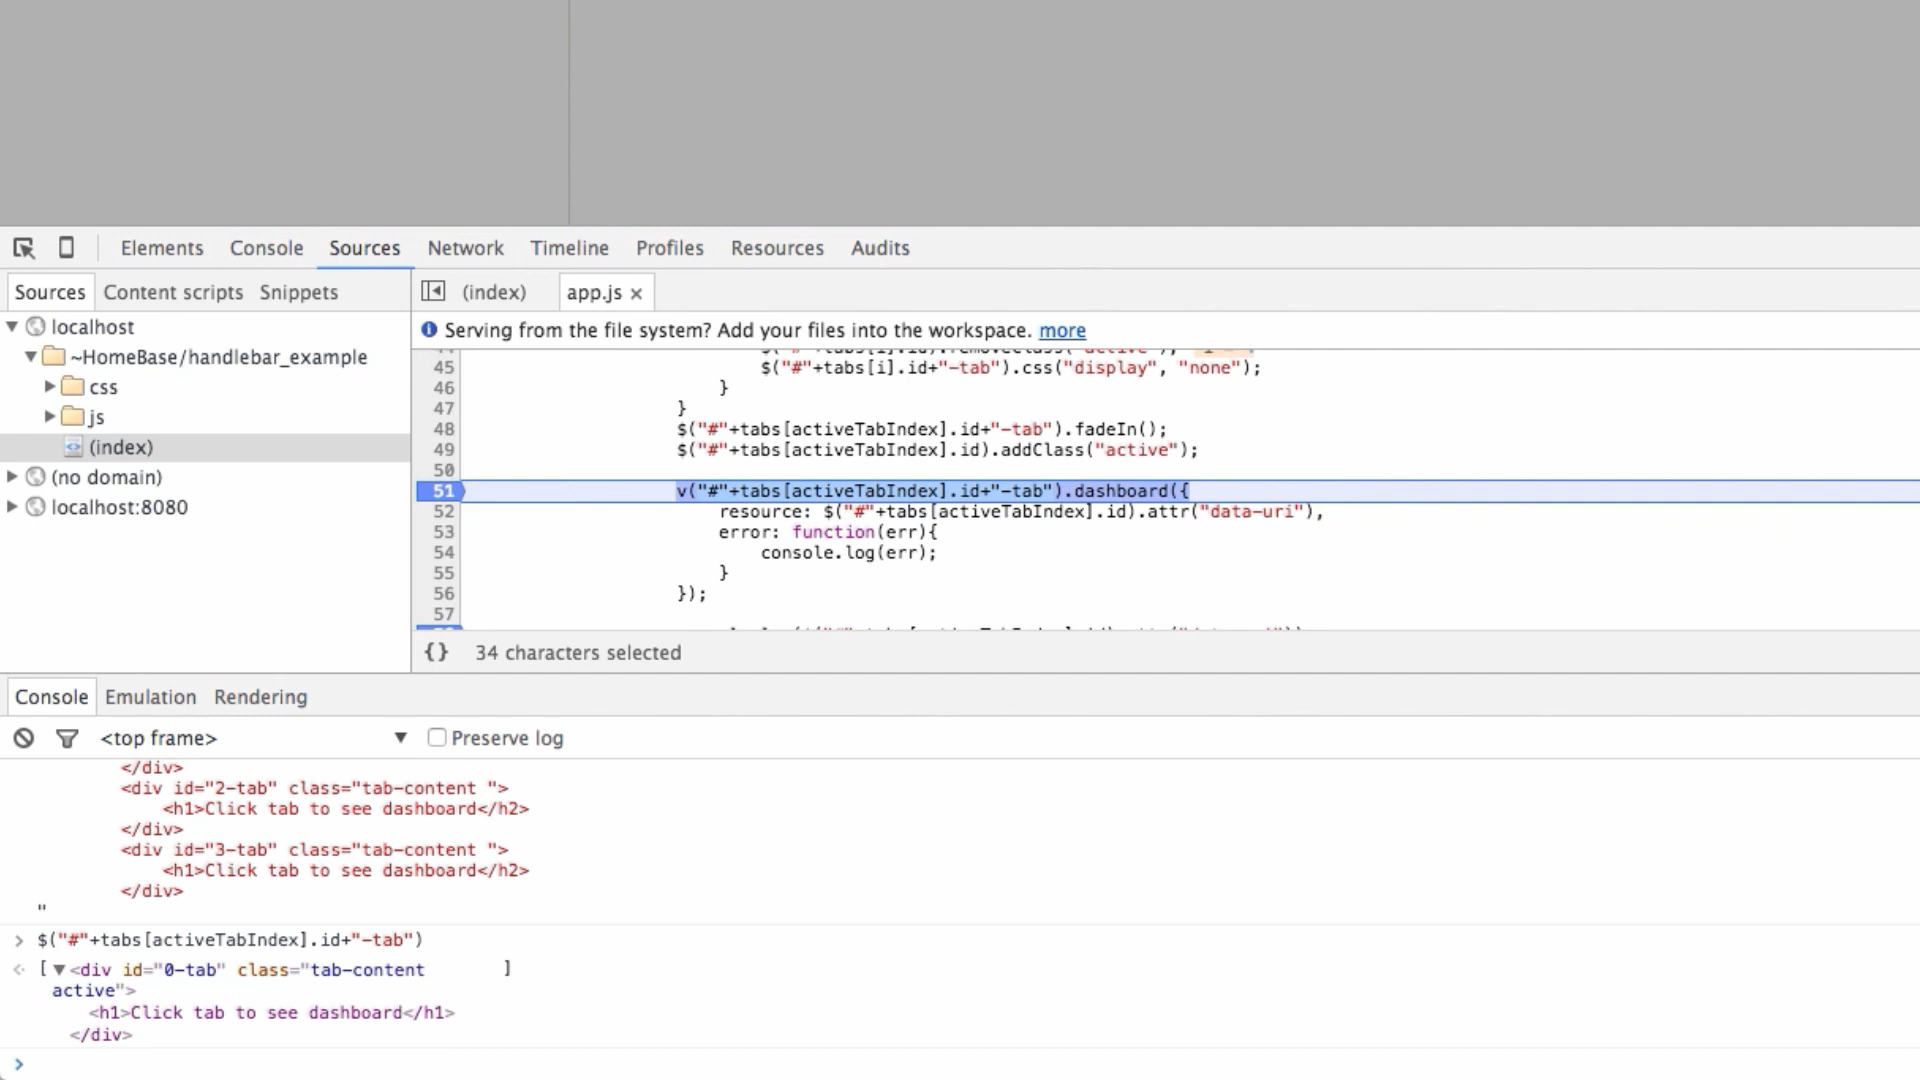 Elements Console Sources Network Timeline Profiles Resources Audits
Sources Content scripts Snippets
(index) app.js ×
Serving from the file system? Add your files into the workspace. more
localhost
~HomeBase/handlebar_example
css
js
(index)
(no domain)
localhost:8080
45 $("#"+tabs[i].id+"-tab").css("display", "none");
46 }
47 }
48 $("#"+tabs[activeTabIndex].id+"-tab").fadeIn();
49 $("#"+tabs[activeTabIndex].id).addClass("active");
50
51 v("#"+tabs[activeTabIndex].id+"-tab").dashboard({
52 resource: $("#"+tabs[activeTabIndex].id).attr("data-uri"),
53 error: function(err){
54 console.log(err);
55 }
56 });
57
{} 34 characters selected
Console Emulation Rendering
<top frame> ▼ Preserve log
</div>
<div id="2-tab" class="tab-content ">
<h1>Click tab to see dashboard</h2>
</div>
<div id="3-tab" class="tab-content ">
<h1>Click tab to see dashboard</h2>
</div>
"
> $("#"+tabs[activeTabIndex].id+"-tab")
[▼<div id="0-tab" class="tab-content ]
active">
<h1>Click tab to see dashboard</h1>
</div>
>